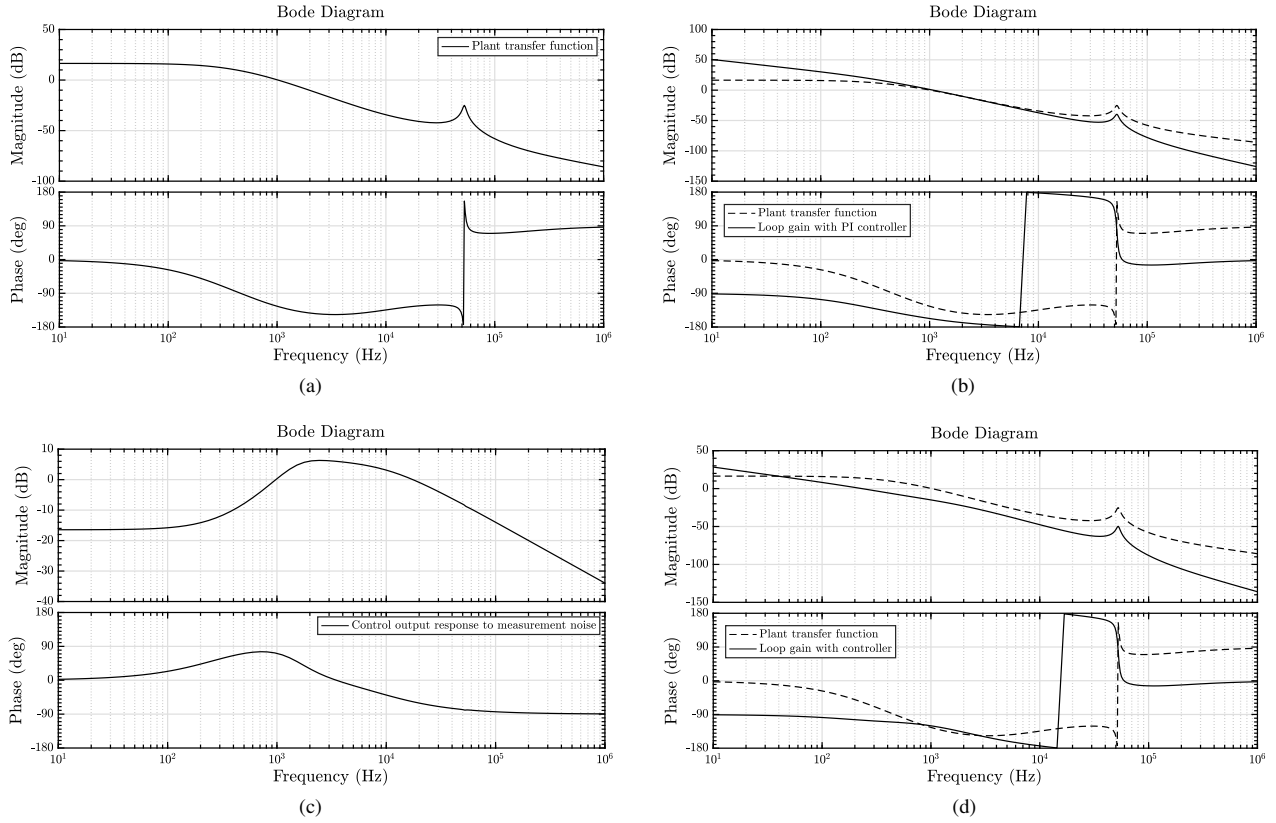 Bode Diagram
50
0
-50
-100
Magnitude (dB)
Plant transfer function
180
90
0
-90
-180
Phase (deg)
10^1 10^2 10^3 10^4 10^5 10^6
Frequency (Hz)
(a)
Bode Diagram
100
50
0
-50
-100
-150
Magnitude (dB)
180
90
0
-90
-180
Phase (deg)
Plant transfer function
Loop gain with PI controller
10^1 10^2 10^3 10^4 10^5 10^6
Frequency (Hz)
(b)
Bode Diagram
10
0
-10
-20
-30
-40
Magnitude (dB)
180
90
0
-90
-180
Phase (deg)
Control output response to measurement noise
10^1 10^2 10^3 10^4 10^5 10^6
Frequency (Hz)
(c)
Bode Diagram
50
0
-50
-100
-150
Magnitude (dB)
180
90
0
-90
-180
Phase (deg)
Plant transfer function
Loop gain with controller
10^1 10^2 10^3 10^4 10^5 10^6
Frequency (Hz)
(d)